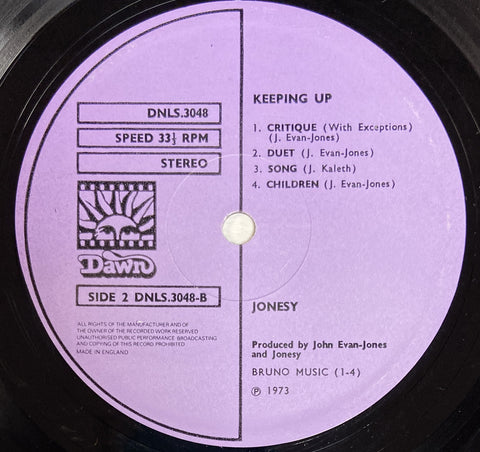 DNLS.3048
SPEED 33⅓ RPM
STEREO
Dawn
SIDE 2 DNLS.3048-B
ALL RIGHTS OF THE MANUFACTURER AND OF
THE OWNER OF THE RECORDED WORK RESERVED
UNAUTHORISED PUBLIC PERFORMANCE BROADCASTING
AND COPYING OF THIS RECORD PROHIBITED
MADE IN ENGLAND
KEEPING UP
1. CRITIQUE (With Exceptions)
(J. Evan-Jones)
2. DUET (J. Evan-Jones)
3. SONG (J. Kaleth)
4. CHILDREN (J. Evan-Jones)
JONESY
Produced by John Evan-Jones
and Jonesy
BRUNO MUSIC (1-4)
℗ 1973